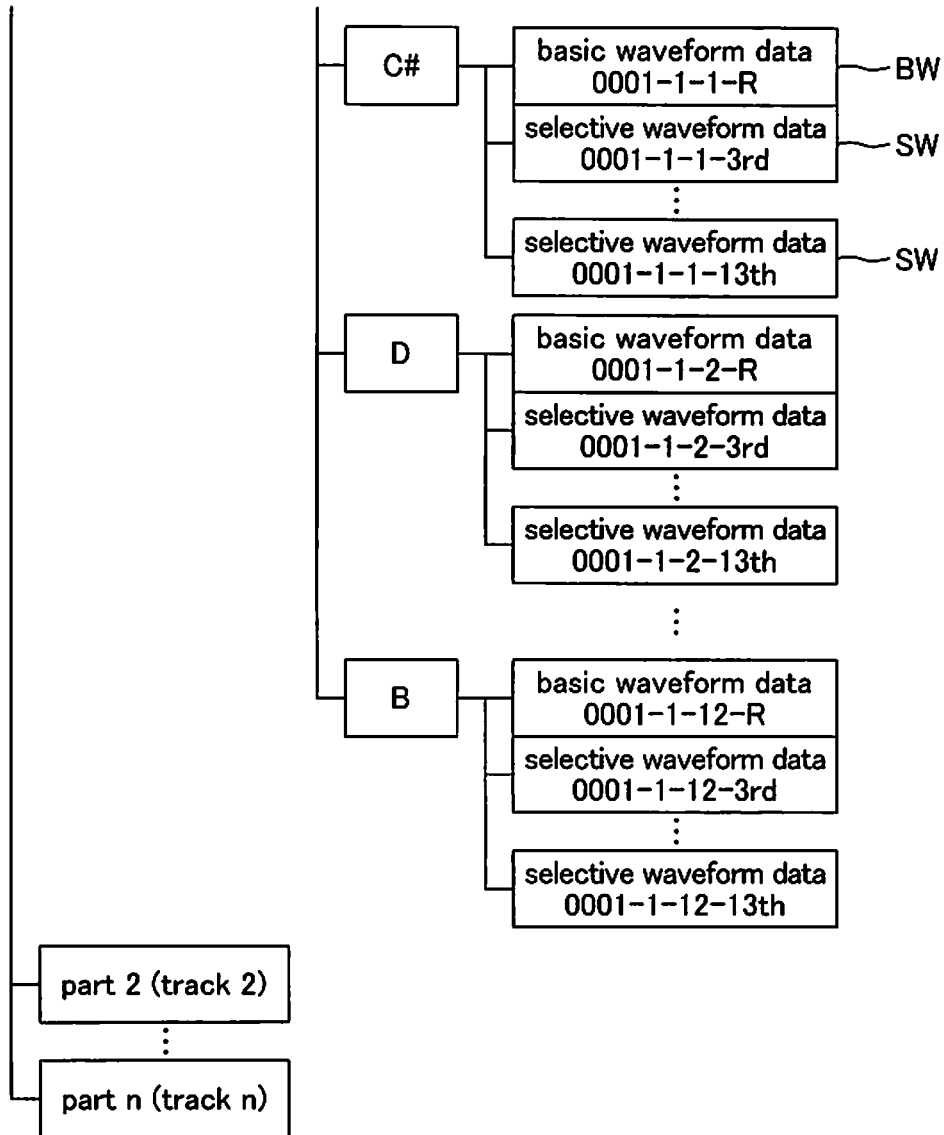 C#
basic waveform data
0001-1-1-R
BW
selective waveform data
0001-1-1-3rd
SW
selective waveform data
0001-1-1-13th
SW
D
basic waveform data
0001-1-2-R
selective waveform data
0001-1-2-3rd
selective waveform data
0001-1-2-13th
B
basic waveform data
0001-1-12-R
selective waveform data
0001-1-12-3rd
selective waveform data
0001-1-12-13th
part 2 (track 2)
part n (track n)